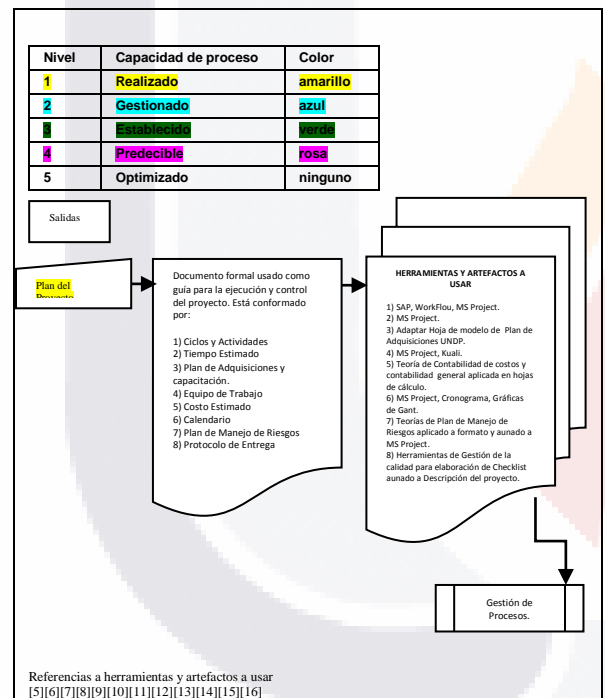 Nivel Capacidad de proceso Color
1 Realizado amarillo
2 Gestionado azul
3 Establecido verde
4 Predecible rosa
5 Optimizado ninguno
Salidas
Plan del
Proyecto
Documento formal usado como
guía para la ejecución y control
del proyecto. Está conformado
por:
1) Ciclos y Actividades
2) Tiempo Estimado
3) Plan de Adquisiciones y
capacitación.
4) Equipo de Trabajo
5) Costo Estimado
6) Calendario
7) Plan de Manejo de Riesgos
8) Protocolo de Entrega
HERRAMIENTAS Y ARTEFACTOS A
USAR
1) SAP, WorkFlou, MS Project.
2) MS Project.
3) Adaptar Hoja de modelo de Plan de
Adquisiciones UNDP.
4) MS Project, Kuali.
5) Teoría de Contabilidad de costos y
contabilidad general aplicada en hojas
de cálculo.
6) MS Project, Cronograma, Gráficas
de Gant.
7) Teorías de Plan de Manejo de
Riesgos aplicado a formato y aunado a
MS Project.
8) Herramientas de Gestión de la
calidad para elaboración de Checklist
aunado a Descripción del proyecto.
Gestión de
Procesos.
Referencias a herramientas y artefactos a usar
[5][6][7][8][9][10][11][12][13][14][15][16]